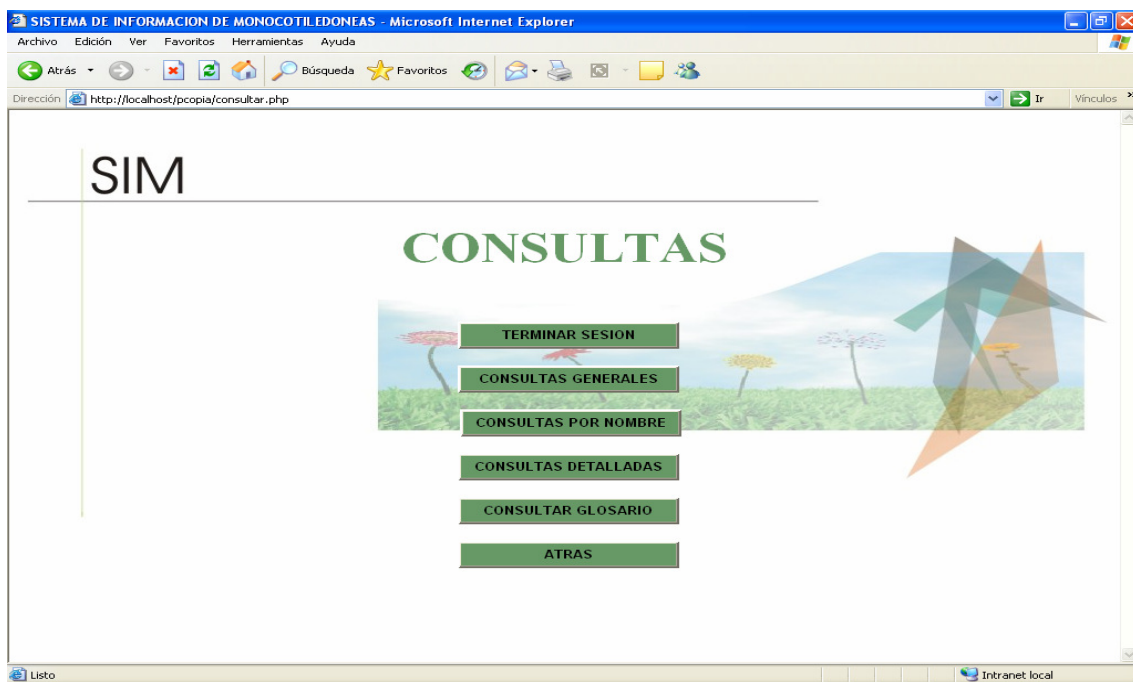 SISTEMA DE INFORMACION DE MONOCOTILEDONEAS - Microsoft Internet Explorer
Archivo Edición Ver Favoritos Herramientas Ayuda
Atrás Búsqueda Favoritos
Dirección http://localhost/pcopia/consultar.php Ir Vínculos »
SIM
CONSULTAS
TERMINAR SESION
CONSULTAS GENERALES
CONSULTAS POR NOMBRE
CONSULTAS DETALLADAS
CONSULTAR GLOSARIO
ATRAS
Listo Intranet local